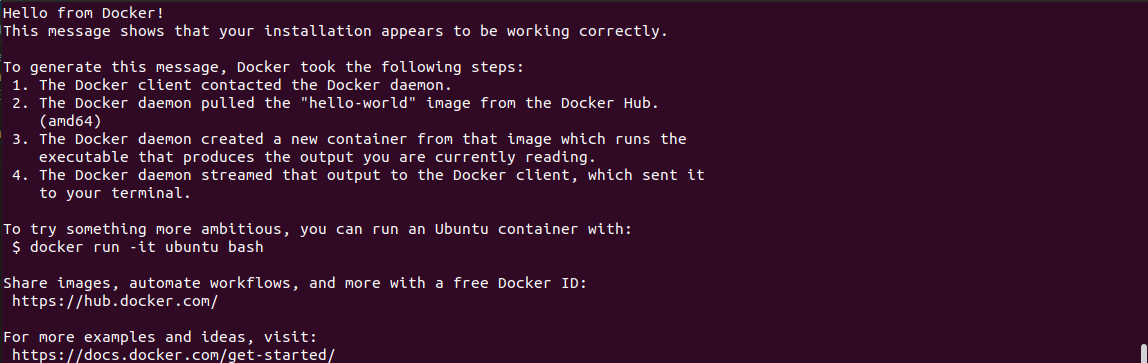 Hello from Docker!
This message shows that your installation appears to be working correctly.
To generate this message, Docker took the following steps:
1. The Docker client contacted the Docker daemon.
2. The Docker daemon pulled the "hello-world" image from the Docker Hub.
(amd64)
3. The Docker daemon created a new container from that image which runs the
executable that produces the output you are currently reading.
4. The Docker daemon streamed that output to the Docker client, which sent it
to your terminal.
To try something more ambitious, you can run an Ubuntu container with:
$ docker run -it ubuntu bash
Share images, automate workflows, and more with a free Docker ID:
https://hub.docker.com/
For more examples and ideas, visit:
https://docs.docker.com/get-started/